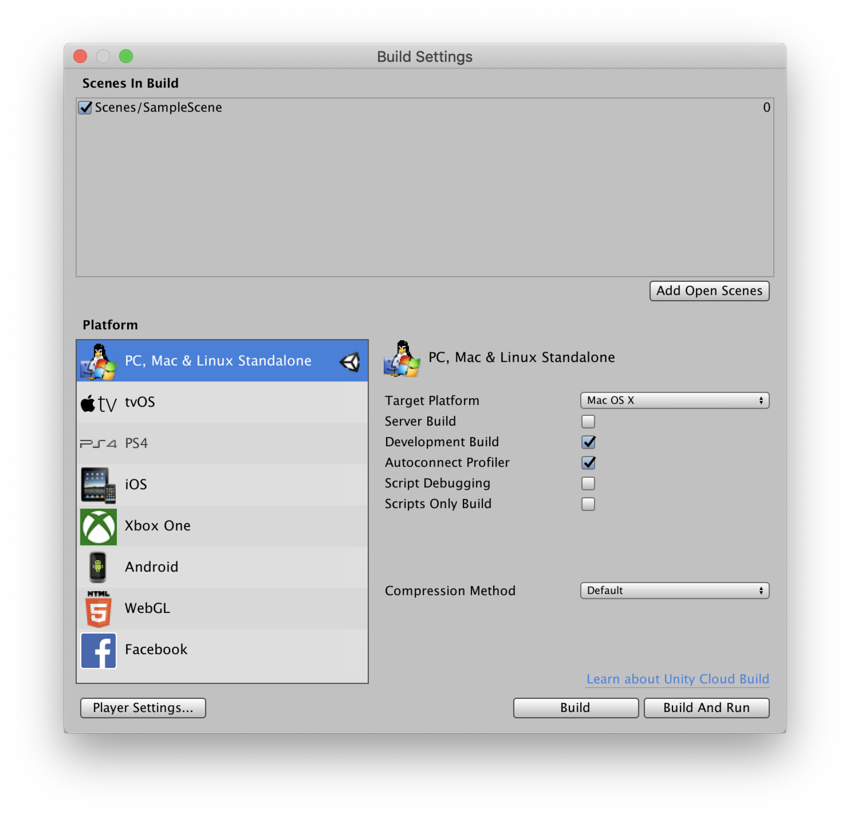 Build Settings
Scenes In Build
Scenes/SampleScene 0
Add Open Scenes
Platform
PC, Mac & Linux Standalone
tv tvOS
PS4 PS4
iOS
Xbox One
Android
HTML 5 WebGL
f Facebook
PC, Mac & Linux Standalone
Target Platform Mac OS X
Server Build
Development Build
Autoconnect Profiler
Script Debugging
Scripts Only Build
Compression Method Default
Learn about Unity Cloud Build
Player Settings... Build Build And Run